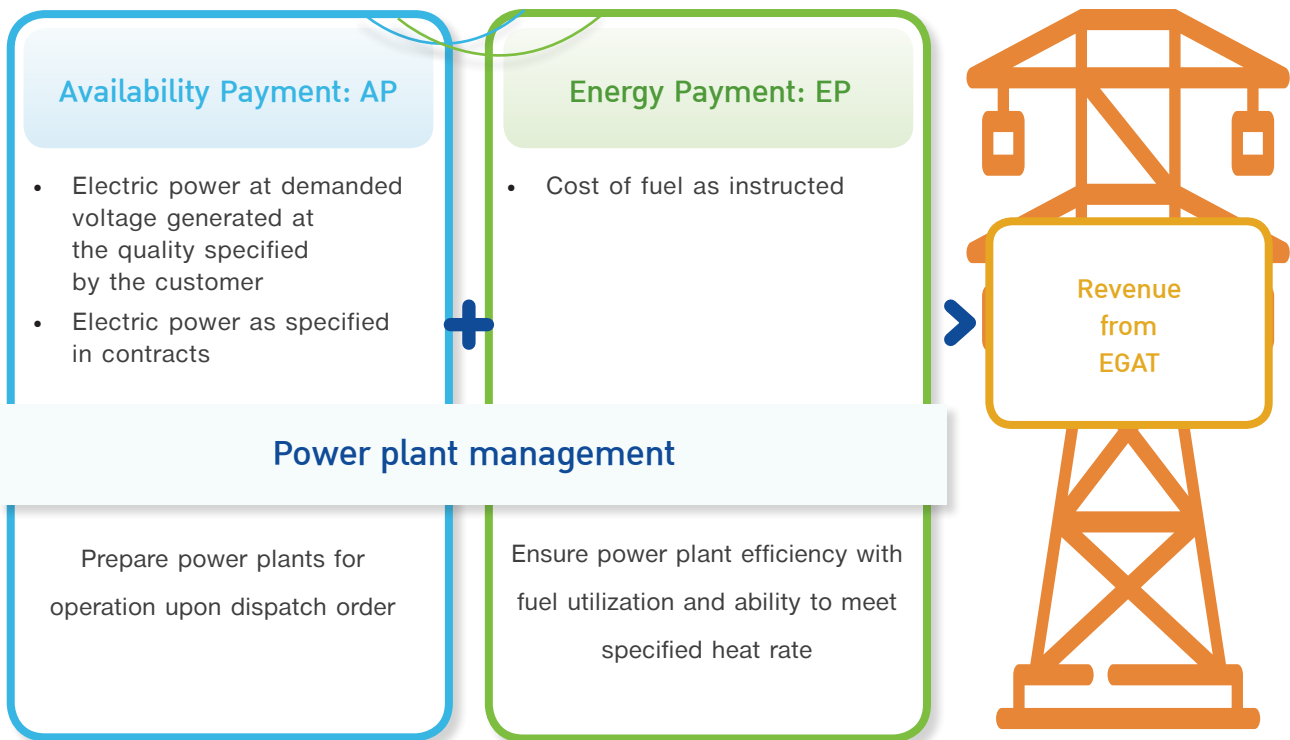 Availability Payment: AP
• Electric power at demanded
voltage generated at
the quality specified
by the customer
• Electric power as specified
in contracts
Energy Payment: EP
• Cost of fuel as instructed
Revenue
from
EGAT
Power plant management
Prepare power plants for
operation upon dispatch order
Ensure power plant efficiency with
fuel utilization and ability to meet
specified heat rate